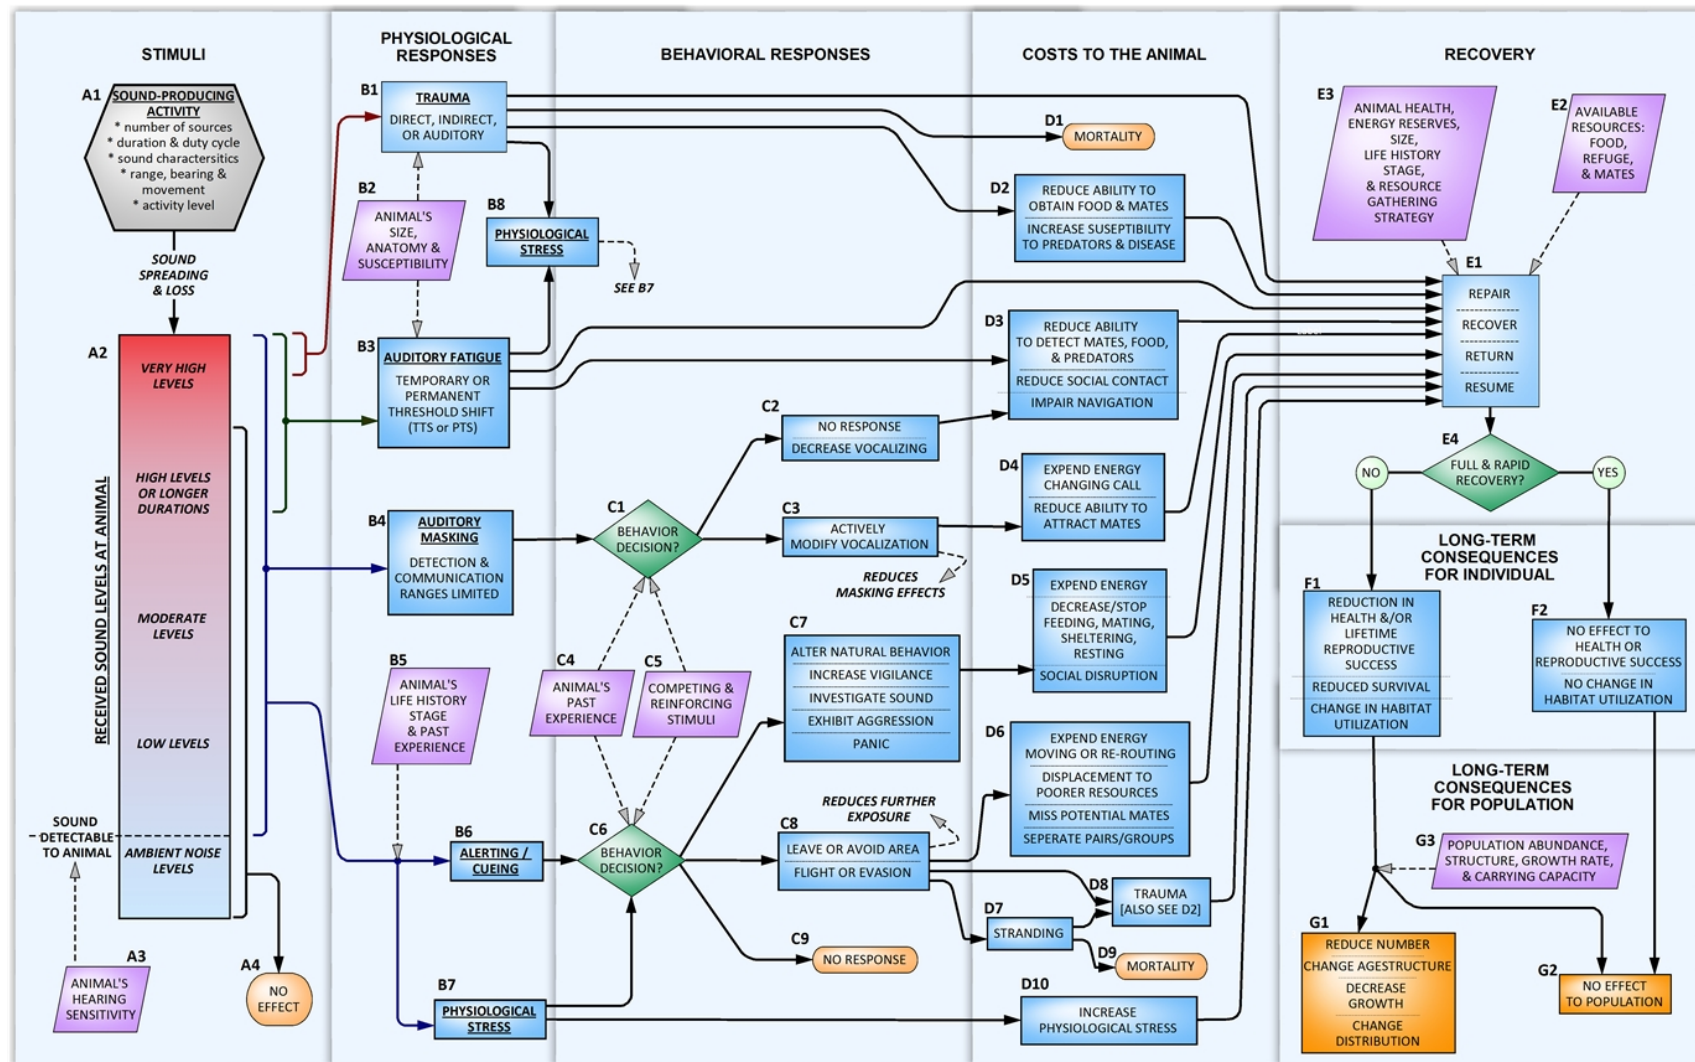 STIMULI
PHYSIOLOGICAL
RESPONSES
BEHAVIORAL RESPONSES
COSTS TO THE ANIMAL
RECOVERY
A1
SOUND-PRODUCING
ACTIVITY
* number of sources
* duration & duty cycle
* sound charactersitics
* range, bearing &
movement
* activity level
SOUND
SPREADING
& LOSS
A2
RECEIVED SOUND LEVELS AT ANIMAL
VERY HIGH
LEVELS
HIGH LEVELS
OR LONGER
DURATIONS
MODERATE
LEVELS
LOW LEVELS
SOUND
DETECTABLE
TO ANIMAL
AMBIENT NOISE
LEVELS
A3
ANIMAL'S
HEARING
SENSITIVITY
A4
NO
EFFECT
B1
TRAUMA
DIRECT, INDIRECT,
OR AUDITORY
B2
ANIMAL'S
SIZE,
ANATOMY &
SUSCEPTIBILITY
B8
PHYSIOLOGICAL
STRESS
SEE B7
B3
AUDITORY FATIGUE
TEMPORARY OR
PERMANENT
THRESHOLD SHIFT
(TTS or PTS)
B4
AUDITORY
MASKING
DETECTION &
COMMUNICATION
RANGES LIMITED
B5
ANIMAL'S
LIFE HISTORY
STAGE
& PAST
EXPERIENCE
B6
ALERTING /
CUEING
B7
PHYSIOLOGICAL
STRESS
C1
BEHAVIOR
DECISION?
C2
NO RESPONSE
DECREASE VOCALIZING
C3
ACTIVELY
MODIFY VOCALIZATION
REDUCES
MASKING EFFECTS
C4
ANIMAL'S
PAST
EXPERIENCE
C5
COMPETING &
REINFORCING
STIMULI
C7
ALTER NATURAL BEHAVIOR
INCREASE VIGILANCE
INVESTIGATE SOUND
EXHIBIT AGGRESSION
PANIC
C6
BEHAVIOR
DECISION?
REDUCES FURTHER
EXPOSURE
C8
LEAVE OR AVOID AREA
FLIGHT OR EVASION
C9
NO RESPONSE
D1
MORTALITY
D2
REDUCE ABILITY TO
OBTAIN FOOD & MATES
INCREASE SUSEPTIBILITY
TO PREDATORS & DISEASE
D3
REDUCE ABILITY
TO DETECT MATES, FOOD,
& PREDATORS
REDUCE SOCIAL CONTACT
IMPAIR NAVIGATION
D4
EXPEND ENERGY
CHANGING CALL
REDUCE ABILITY TO
ATTRACT MATES
D5
EXPEND ENERGY
DECREASE/STOP
FEEDING, MATING,
SHELTERING,
RESTING
SOCIAL DISRUPTION
D6
EXPEND ENERGY
MOVING OR RE-ROUTING
DISPLACEMENT TO
POORER RESOURCES
MISS POTENTIAL MATES
SEPERATE PAIRS/GROUPS
D7
STRANDING
D8
TRAUMA
[ALSO SEE D2]
D9
MORTALITY
D10
INCREASE
PHYSIOLOGICAL STRESS
E3
ANIMAL HEALTH,
ENERGY RESERVES,
SIZE,
LIFE HISTORY
STAGE,
& RESOURCE
GATHERING
STRATEGY
E2
AVAILABLE
RESOURCES:
FOOD,
REFUGE,
& MATES
E1
REPAIR
RECOVER
RETURN
RESUME
E4
FULL & RAPID
RECOVERY?
NO
YES
LONG-TERM
CONSEQUENCES
FOR INDIVIDUAL
F1
REDUCTION IN
HEALTH &/OR
LIFETIME
REPRODUCTIVE
SUCCESS
REDUCED SURVIVAL
CHANGE IN HABITAT
UTILIZATION
F2
NO EFFECT TO
HEALTH OR
REPRODUCTIVE SUCCESS
NO CHANGE IN
HABITAT UTILIZATION
LONG-TERM
CONSEQUENCES
FOR POPULATION
G3
POPULATION ABUNDANCE,
STRUCTURE, GROWTH RATE,
& CARRYING CAPACITY
G1
REDUCE NUMBER
CHANGE AGESTRUCTURE
DECREASE
GROWTH
CHANGE
DISTRIBUTION
G2
NO EFFECT
TO POPULATION